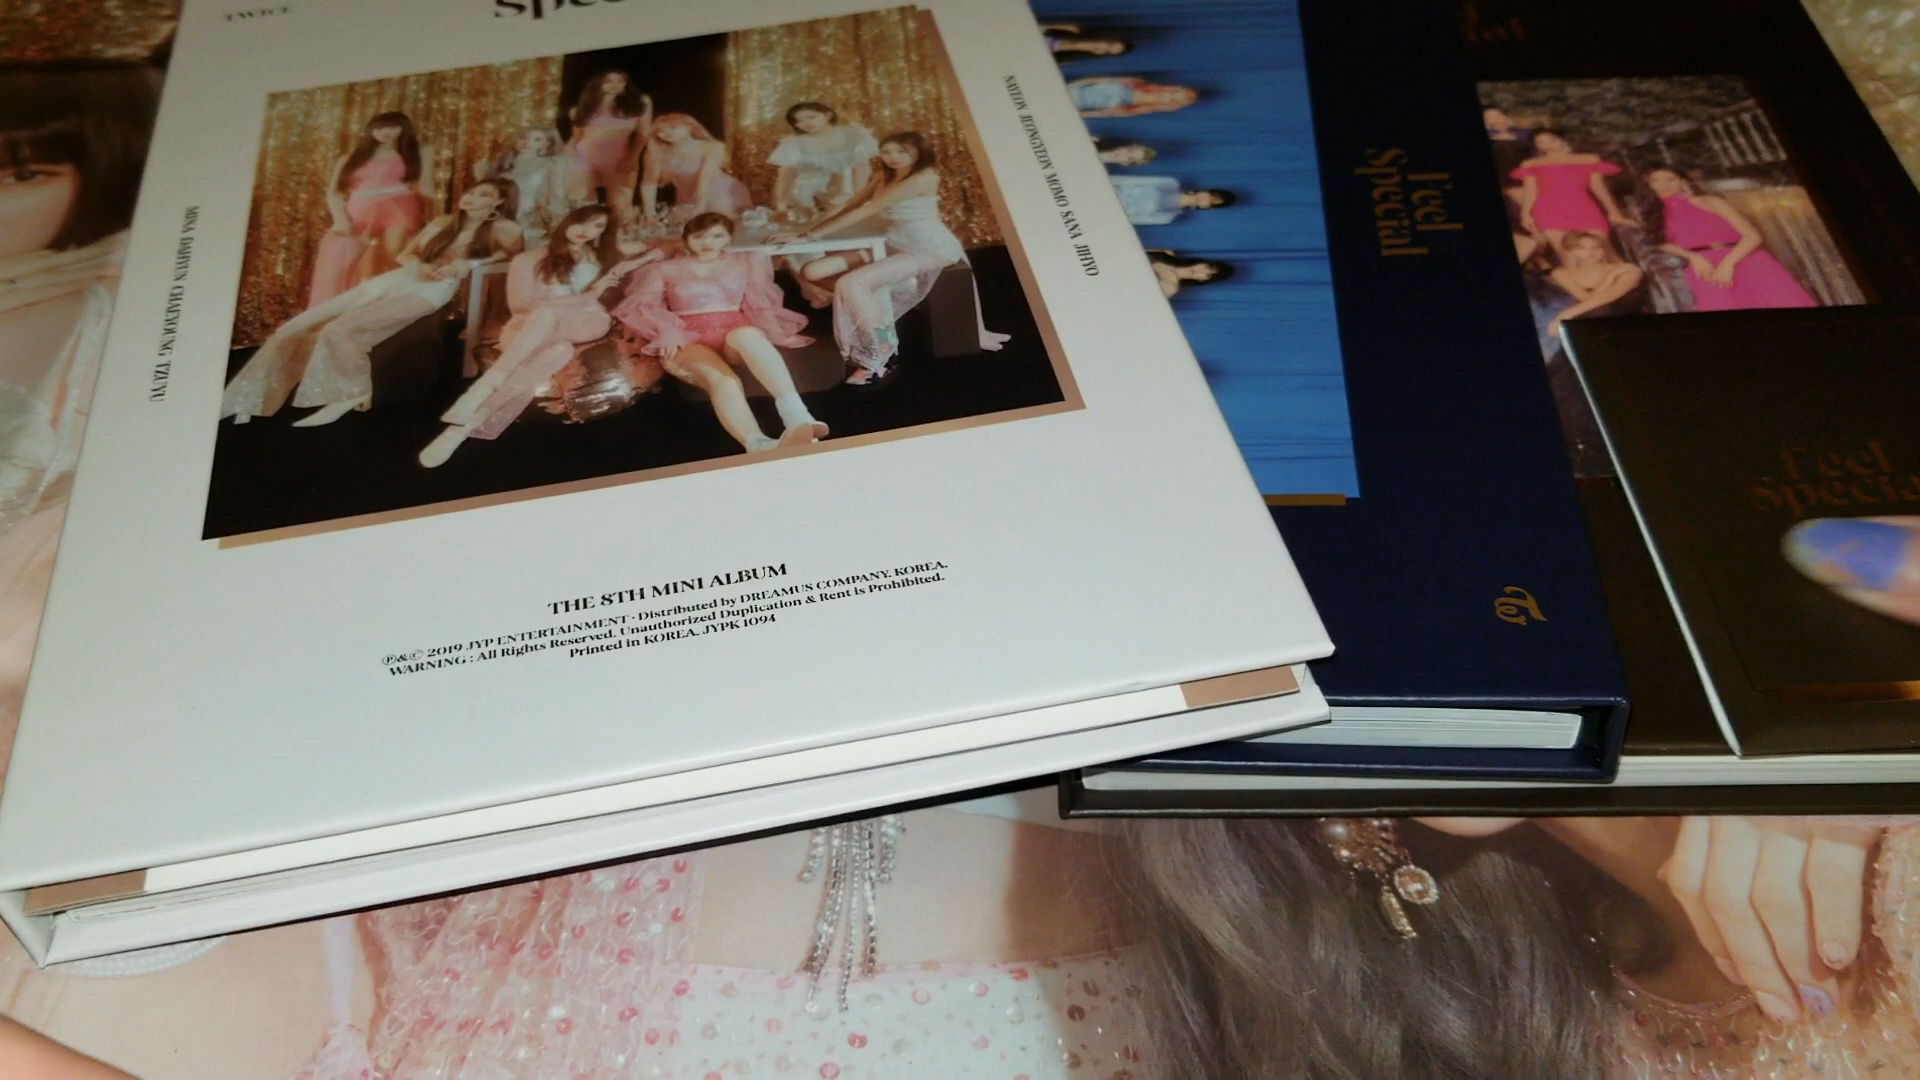 TWICE
Special
NAYEON JEONGYEON MOMO SANA JIHYO
MINA DAHYUN CHAEYOUNG TZUYU
THE 8TH MINI ALBUM
Ⓟ&Ⓒ 2019 JYP ENTERTAINMENT · Distributed by DREAMUS COMPANY. KOREA.
WARNING : All Rights Reserved. Unauthorized Duplication & Rent is Prohibited.
Printed in KOREA. JYPK 1094
Feel
Special
Tw
Feel
Special